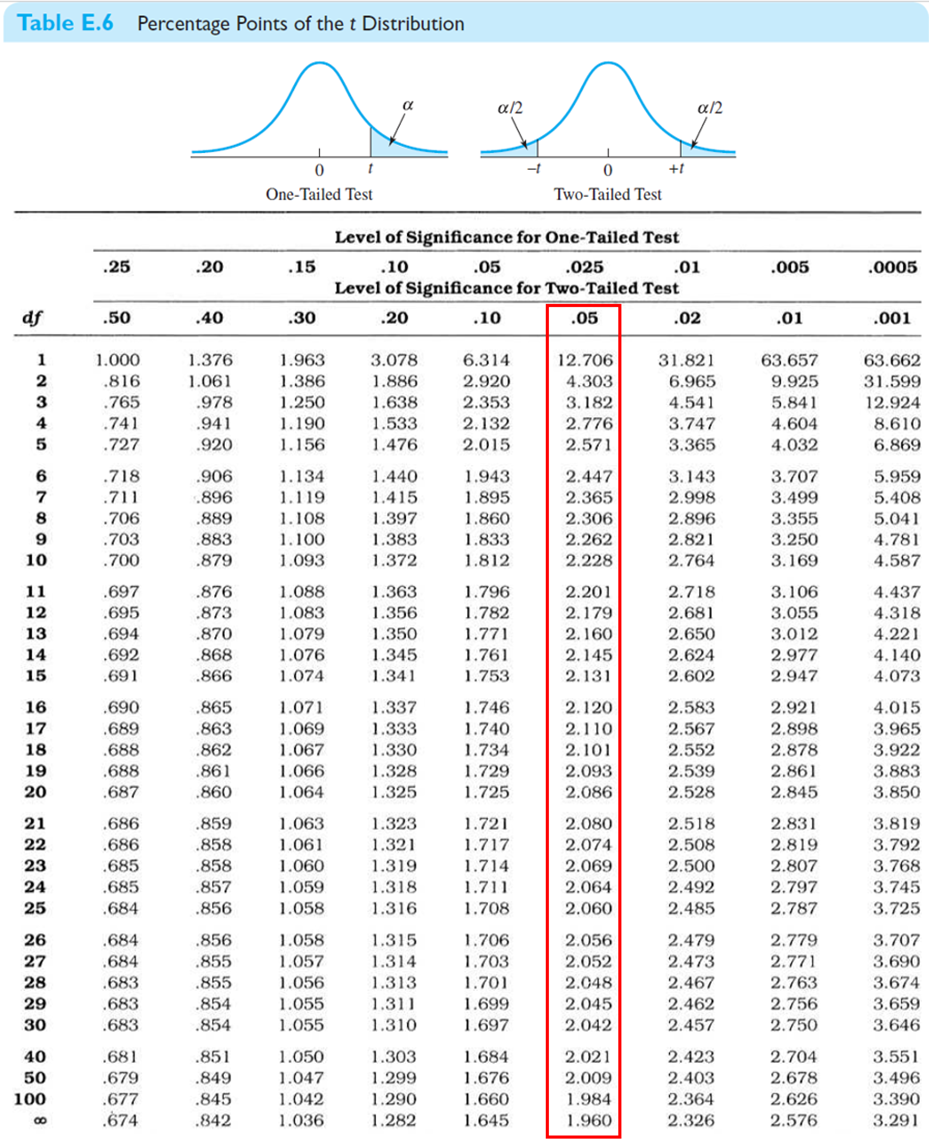 Table E.6 Percentage Points of the t Distribution
α α/2 α/2
0 t −t 0 +t
One-Tailed Test Two-Tailed Test
Level of Significance for One-Tailed Test
.25 .20 .15 .10 .05 .025 .01 .005 .0005
Level of Significance for Two-Tailed Test
df .50 .40 .30 .20 .10 .05 .02 .01 .001
1 1.000 1.376 1.963 3.078 6.314 12.706 31.821 63.657 63.662
2 .816 1.061 1.386 1.886 2.920 4.303 6.965 9.925 31.599
3 .765 .978 1.250 1.638 2.353 3.182 4.541 5.841 12.924
4 .741 .941 1.190 1.533 2.132 2.776 3.747 4.604 8.610
5 .727 .920 1.156 1.476 2.015 2.571 3.365 4.032 6.869
6 .718 .906 1.134 1.440 1.943 2.447 3.143 3.707 5.959
7 .711 .896 1.119 1.415 1.895 2.365 2.998 3.499 5.408
8 .706 .889 1.108 1.397 1.860 2.306 2.896 3.355 5.041
9 .703 .883 1.100 1.383 1.833 2.262 2.821 3.250 4.781
10 .700 .879 1.093 1.372 1.812 2.228 2.764 3.169 4.587
11 .697 .876 1.088 1.363 1.796 2.201 2.718 3.106 4.437
12 .695 .873 1.083 1.356 1.782 2.179 2.681 3.055 4.318
13 .694 .870 1.079 1.350 1.771 2.160 2.650 3.012 4.221
14 .692 .868 1.076 1.345 1.761 2.145 2.624 2.977 4.140
15 .691 .866 1.074 1.341 1.753 2.131 2.602 2.947 4.073
16 .690 .865 1.071 1.337 1.746 2.120 2.583 2.921 4.015
17 .689 .863 1.069 1.333 1.740 2.110 2.567 2.898 3.965
18 .688 .862 1.067 1.330 1.734 2.101 2.552 2.878 3.922
19 .688 .861 1.066 1.328 1.729 2.093 2.539 2.861 3.883
20 .687 .860 1.064 1.325 1.725 2.086 2.528 2.845 3.850
21 .686 .859 1.063 1.323 1.721 2.080 2.518 2.831 3.819
22 .686 .858 1.061 1.321 1.717 2.074 2.508 2.819 3.792
23 .685 .858 1.060 1.319 1.714 2.069 2.500 2.807 3.768
24 .685 .857 1.059 1.318 1.711 2.064 2.492 2.797 3.745
25 .684 .856 1.058 1.316 1.708 2.060 2.485 2.787 3.725
26 .684 .856 1.058 1.315 1.706 2.056 2.479 2.779 3.707
27 .684 .855 1.057 1.314 1.703 2.052 2.473 2.771 3.690
28 .683 .855 1.056 1.313 1.701 2.048 2.467 2.763 3.674
29 .683 .854 1.055 1.311 1.699 2.045 2.462 2.756 3.659
30 .683 .854 1.055 1.310 1.697 2.042 2.457 2.750 3.646
40 .681 .851 1.050 1.303 1.684 2.021 2.423 2.704 3.551
50 .679 .849 1.047 1.299 1.676 2.009 2.403 2.678 3.496
100 .677 .845 1.042 1.290 1.660 1.984 2.364 2.626 3.390
∞ .674 .842 1.036 1.282 1.645 1.960 2.326 2.576 3.291